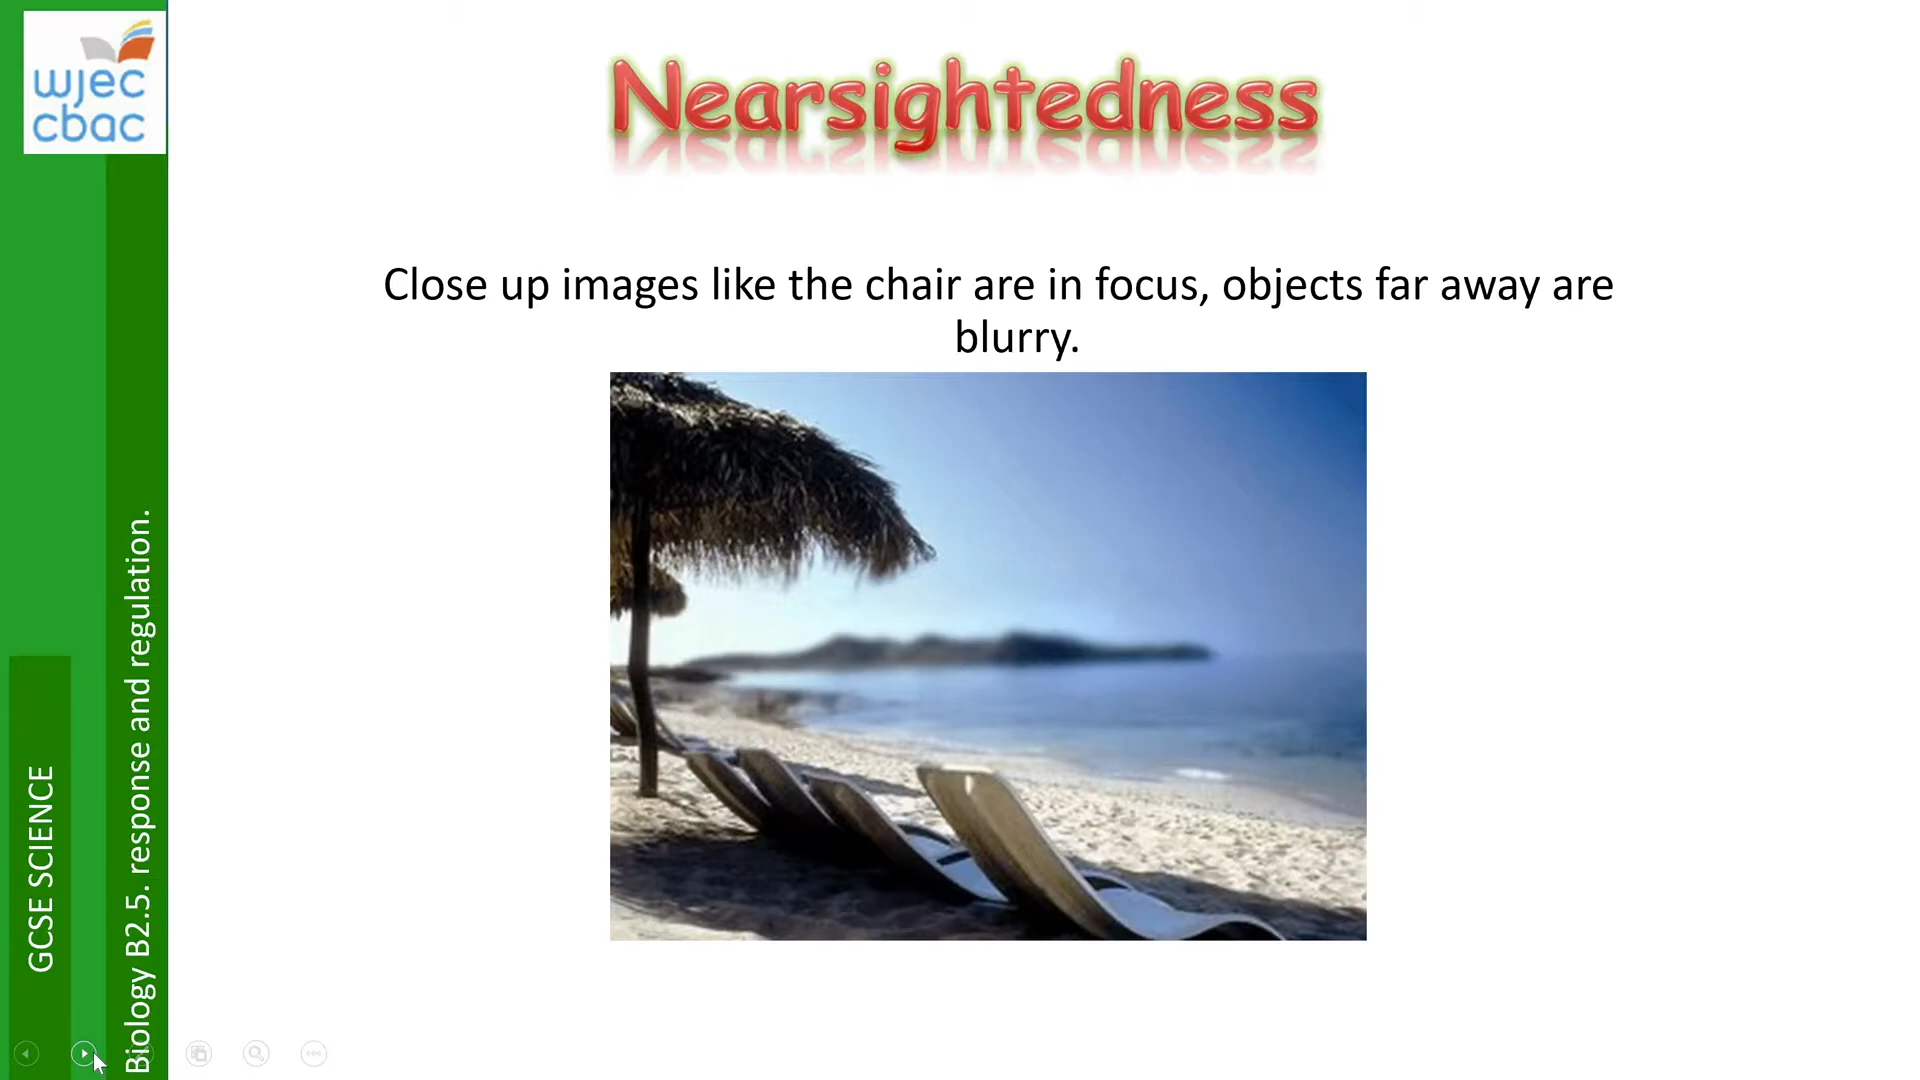 wjec
cbac
Nearsightedness
Close up images like the chair are in focus, objects far away are
blurry.
GCSE SCIENCE
Biology B2.5. response and regulation.